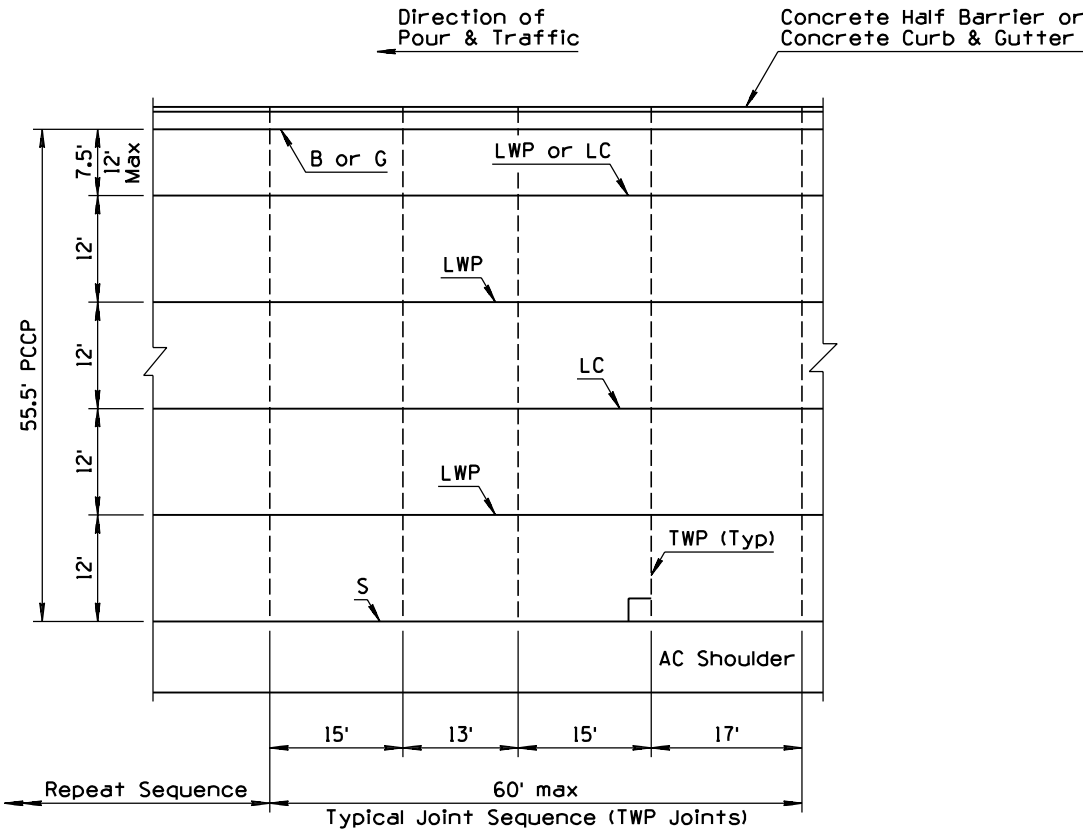 Direction of
Pour & Traffic
Concrete Half Barrier or
Concrete Curb & Gutter
7.5'
12'
Max
B or G
LWP or LC
12'
LWP
12'
LC
55.5' PCCP
12'
LWP
12'
TWP (Typ)
S
AC Shoulder
15'
13'
15'
17'
Repeat Sequence
60' max
Typical Joint Sequence (TWP Joints)